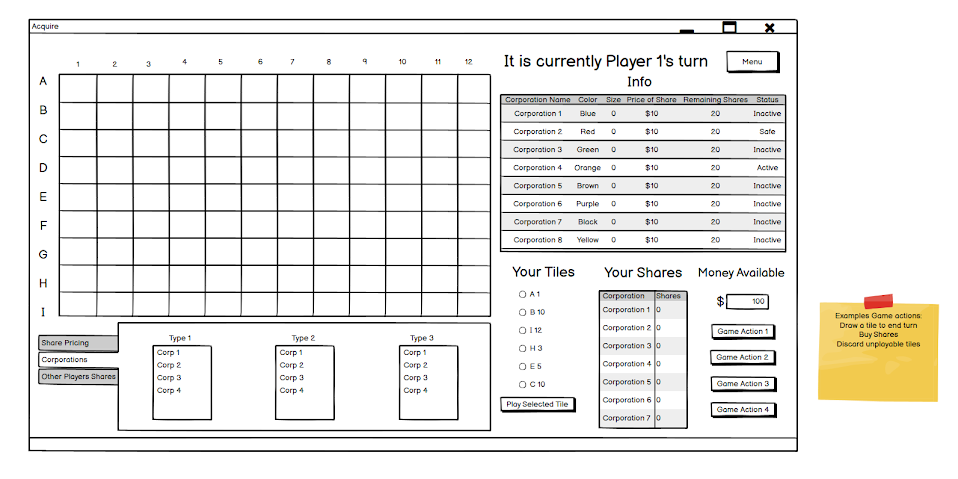 Acquire
It is currently Player 1's turn
Menu
Info
1 2 3 4 5 6 7 8 9 10 11 12
A
B
C
D
E
F
G
H
I
Corporation Name Color Size Price of Share Remaining Shares Status
Corporation 1 Blue 0 $10 20 Inactive
Corporation 2 Red 0 $10 20 Safe
Corporation 3 Green 0 $10 20 Inactive
Corporation 4 Orange 0 $10 20 Active
Corporation 5 Brown 0 $10 20 Inactive
Corporation 6 Purple 0 $10 20 Inactive
Corporation 7 Black 0 $10 20 Inactive
Corporation 8 Yellow 0 $10 20 Inactive
Your Tiles
A 1
B 10
I 12
H 3
E 5
C 10
Play Selected Tile
Your Shares
Corporation Shares
Corporation 1 0
Corporation 2 0
Corporation 3 0
Corporation 4 0
Corporation 5 0
Corporation 6 0
Corporation 7 0
Money Available
$ 100
Game Action 1
Game Action 2
Game Action 3
Game Action 4
Share Pricing
Corporations
Other Players Shares
Type 1
Corp 1
Corp 2
Corp 3
Corp 4
Type 2
Corp 1
Corp 2
Corp 3
Corp 4
Type 3
Corp 1
Corp 2
Corp 3
Corp 4
Examples Game actions:
Draw a tile to end turn
Buy Shares
Discard unplayable tiles